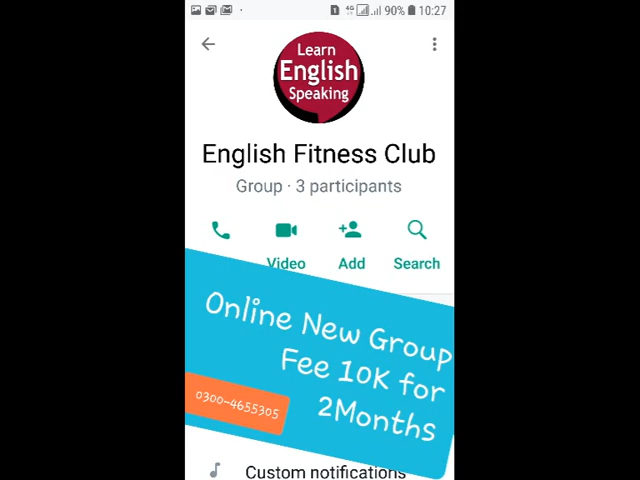 90% 10:27
Learn
English
Speaking
English Fitness Club
Group · 3 participants
Video Add Search
Online New Group
Fee 10K for
2Months
0300-4655305
Custom notifications